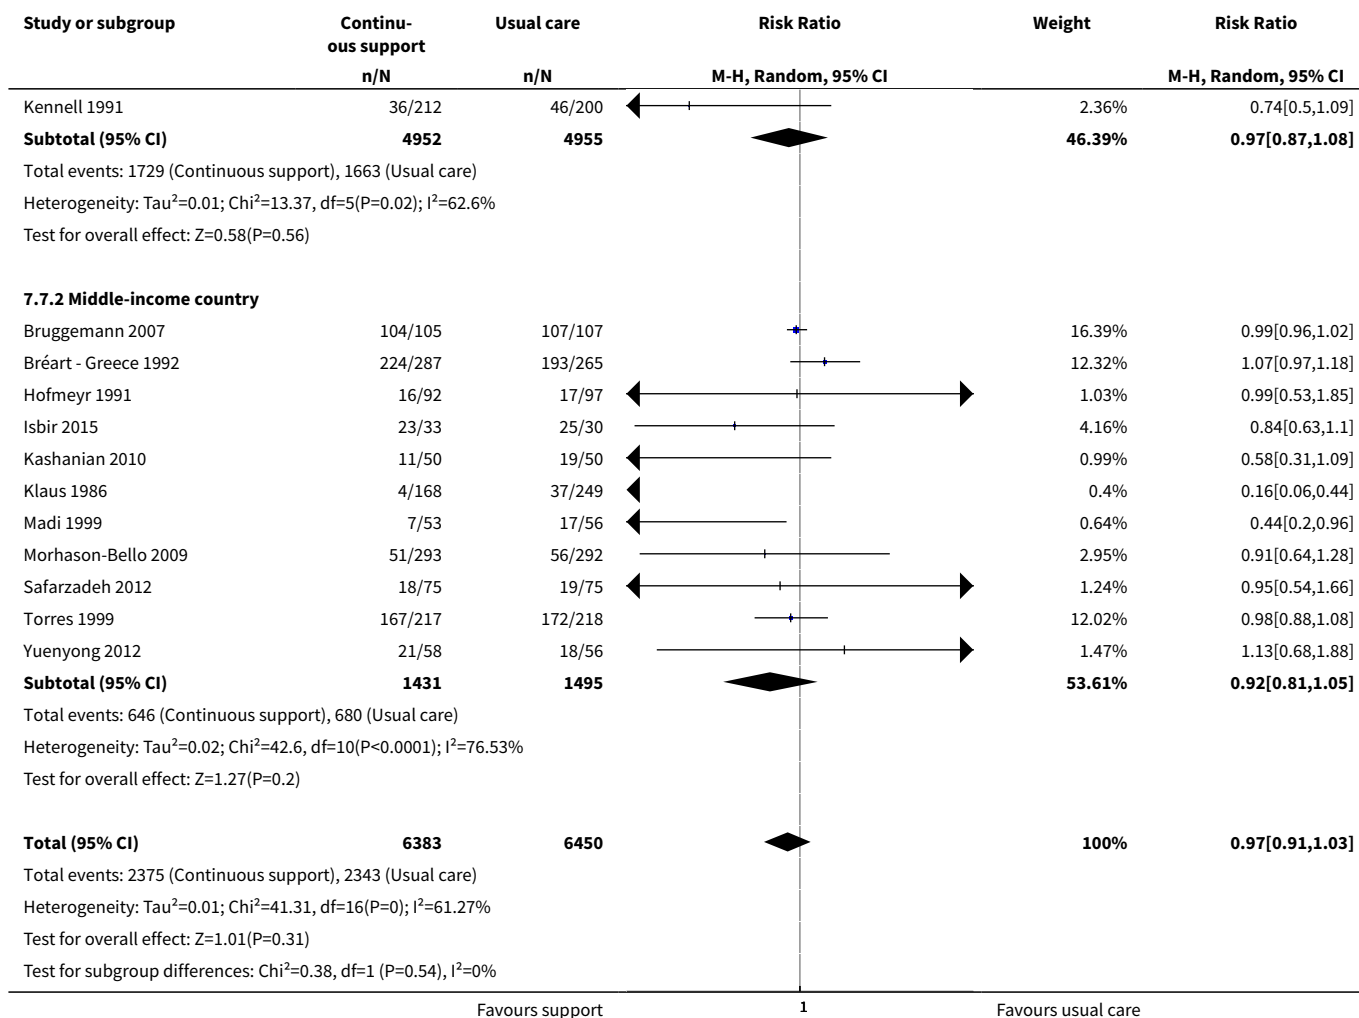 Study or subgroup Continu- Usual care Risk Ratio Weight Risk Ratio
ous support
n/N n/N M-H, Random, 95% CI M-H, Random, 95% CI
Kennell 1991 36/212 46/200 2.36% 0.74[0.5,1.09]
Subtotal (95% CI) 4952 4955 46.39% 0.97[0.87,1.08]
Total events: 1729 (Continuous support), 1663 (Usual care)
Heterogeneity: Tau²=0.01; Chi²=13.37, df=5(P=0.02); I²=62.6%
Test for overall effect: Z=0.58(P=0.56)
7.7.2 Middle-income country
Bruggemann 2007 104/105 107/107 16.39% 0.99[0.96,1.02]
Bréart - Greece 1992 224/287 193/265 12.32% 1.07[0.97,1.18]
Hofmeyr 1991 16/92 17/97 1.03% 0.99[0.53,1.85]
Isbir 2015 23/33 25/30 4.16% 0.84[0.63,1.1]
Kashanian 2010 11/50 19/50 0.99% 0.58[0.31,1.09]
Klaus 1986 4/168 37/249 0.4% 0.16[0.06,0.44]
Madi 1999 7/53 17/56 0.64% 0.44[0.2,0.96]
Morhason-Bello 2009 51/293 56/292 2.95% 0.91[0.64,1.28]
Safarzadeh 2012 18/75 19/75 1.24% 0.95[0.54,1.66]
Torres 1999 167/217 172/218 12.02% 0.98[0.88,1.08]
Yuenyong 2012 21/58 18/56 1.47% 1.13[0.68,1.88]
Subtotal (95% CI) 1431 1495 53.61% 0.92[0.81,1.05]
Total events: 646 (Continuous support), 680 (Usual care)
Heterogeneity: Tau²=0.02; Chi²=42.6, df=10(P<0.0001); I²=76.53%
Test for overall effect: Z=1.27(P=0.2)
Total (95% CI) 6383 6450 100% 0.97[0.91,1.03]
Total events: 2375 (Continuous support), 2343 (Usual care)
Heterogeneity: Tau²=0.01; Chi²=41.31, df=16(P=0); I²=61.27%
Test for overall effect: Z=1.01(P=0.31)
Test for subgroup differences: Chi²=0.38, df=1 (P=0.54), I²=0%
Favours support 1 Favours usual care